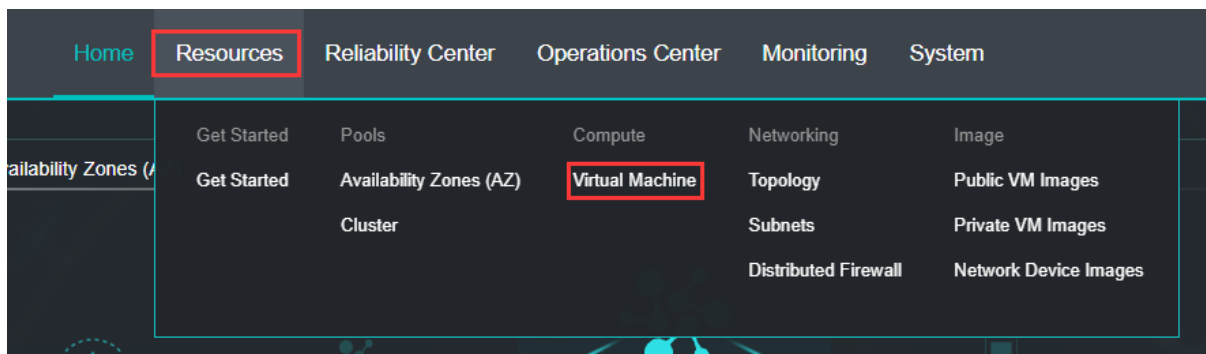 Home Resources Reliability Center Operations Center Monitoring System
Get Started Pools Compute Networking Image
Get Started Availability Zones (AZ) Virtual Machine Topology Public VM Images
Cluster Subnets Private VM Images
Distributed Firewall Network Device Images
Zones